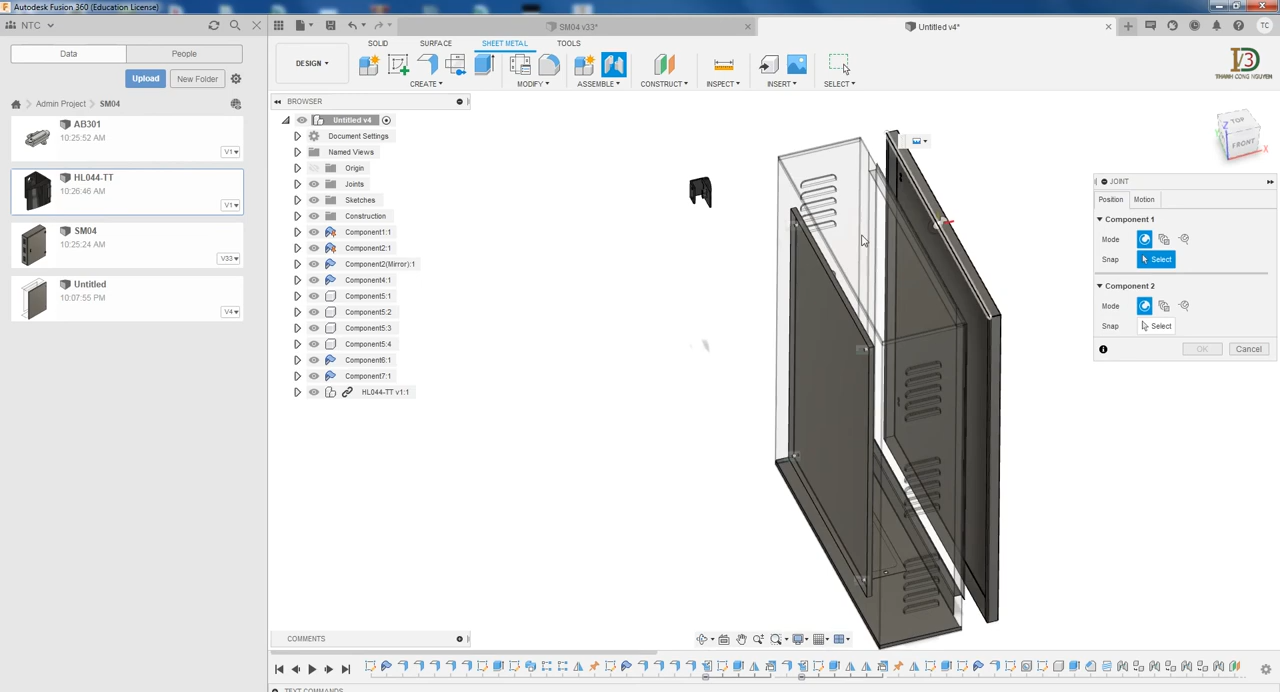 Autodesk Fusion 360 (Education License)
NTC
SM04 v33*
Untitled v4*
TC
Data
People
Upload
New Folder
Admin Project
SM04
AB301
10:25:52 AM
V1
HL044-TT
10:26:46 AM
V1
SM04
10:25:24 AM
V33
Untitled
10:07:55 PM
V4
DESIGN
SOLID
SURFACE
SHEET METAL
TOOLS
CREATE
MODIFY
ASSEMBLE
CONSTRUCT
INSPECT
INSERT
SELECT
V3
THANH CONG NGUYEN
BROWSER
Untitled v4
Document Settings
Named Views
Origin
Joints
Sketches
Construction
Component1:1
Component2:1
Component2(Mirror):1
Component4:1
Component5:1
Component5:2
Component5:3
Component5:4
Component6:1
Component7:1
HL044-TT v1:1
TOP
FRONT
Z
X
JOINT
Position
Motion
Component 1
Mode
Snap
Select
Component 2
Mode
Snap
Select
OK
Cancel
COMMENTS
TEXT COMMANDS